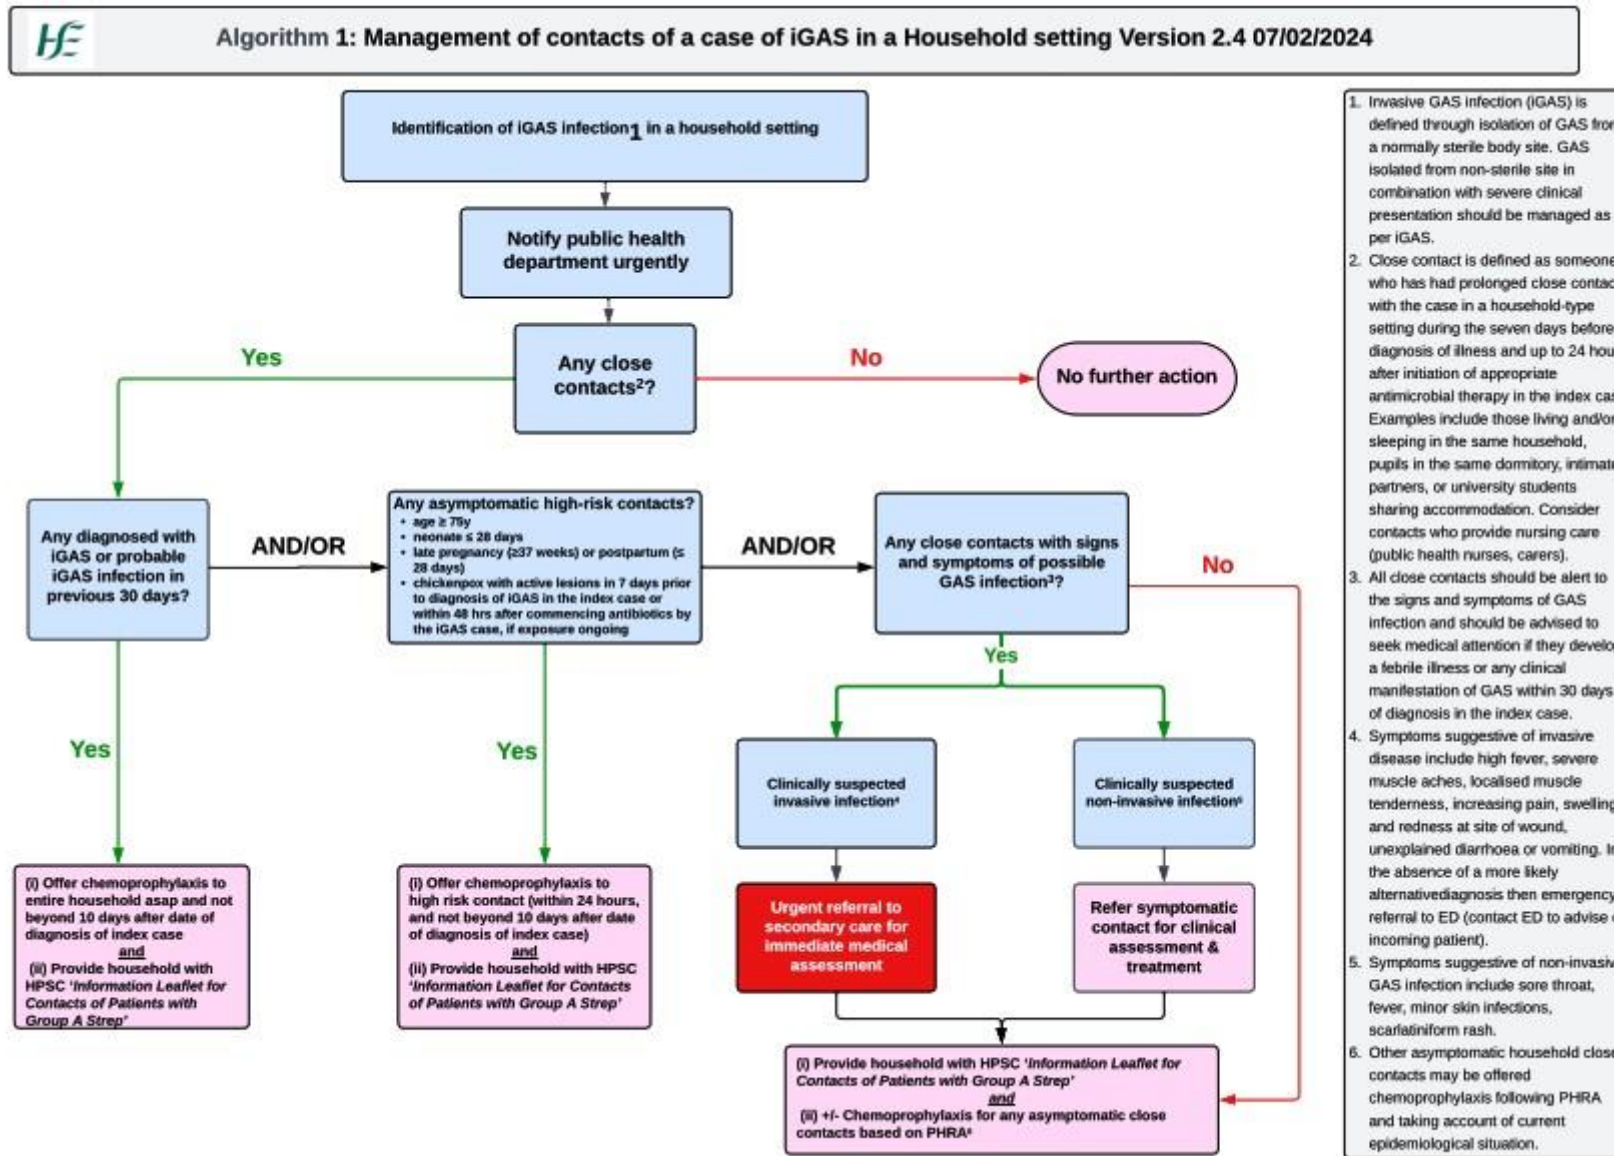 HE
Algorithm 1: Management of contacts of a case of iGAS in a Household setting Version 2.4 07/02/2024
Identification of iGAS infection1 in a household setting
Notify public health
department urgently
Any close
contacts²?
Yes
No
No further action
Any diagnosed with
iGAS or probable
iGAS infection in
previous 30 days?
AND/OR
Any asymptomatic high-risk contacts?
• age ≥ 75y
• neonate ≤ 28 days
• late pregnancy (≥37 weeks) or postpartum (≤
28 days)
• chickenpox with active lesions in 7 days prior
to diagnosis of iGAS in the index case or
within 48 hrs after commencing antibiotics by
the iGAS case, if exposure ongoing
AND/OR
Any close contacts with signs
and symptoms of possible
GAS infection³?
No
Yes
Yes
Yes
Clinically suspected
invasive infection⁴
Clinically suspected
non-invasive infection⁵
(i) Offer chemoprophylaxis to
entire household asap and not
beyond 10 days after date of
diagnosis of index case
and
(ii) Provide household with
HPSC 'Information Leaflet for
Contacts of Patients with
Group A Strep'
(i) Offer chemoprophylaxis to
high risk contact (within 24 hours,
and not beyond 10 days after date
of diagnosis of index case)
and
(ii) Provide household with HPSC
'Information Leaflet for Contacts
of Patients with Group A Strep'
Urgent referral to
secondary care for
immediate medical
assessment
Refer symptomatic
contact for clinical
assessment &
treatment
(i) Provide household with HPSC 'Information Leaflet for
Contacts of Patients with Group A Strep'
and
(ii) +/- Chemoprophylaxis for any asymptomatic close
contacts based on PHRA⁶
1. Invasive GAS infection (iGAS) is
defined through isolation of GAS from
a normally sterile body site. GAS
isolated from non-sterile site in
combination with severe clinical
presentation should be managed as
per iGAS.
2. Close contact is defined as someone
who has had prolonged close contac
with the case in a household-type
setting during the seven days before
diagnosis of illness and up to 24 hou
after initiation of appropriate
antimicrobial therapy in the index cas
Examples include those living and/or
sleeping in the same household,
pupils in the same dormitory, intimate
partners, or university students
sharing accommodation. Consider
contacts who provide nursing care
(public health nurses, carers).
3. All close contacts should be alert to
the signs and symptoms of GAS
infection and should be advised to
seek medical attention if they develo
a febrile illness or any clinical
manifestation of GAS within 30 days
of diagnosis in the index case.
4. Symptoms suggestive of invasive
disease include high fever, severe
muscle aches, localised muscle
tenderness, increasing pain, swelling
and redness at site of wound,
unexplained diarrhoea or vomiting. In
the absence of a more likely
alternativediagnosis then emergency
referral to ED (contact ED to advise o
incoming patient).
5. Symptoms suggestive of non-invasiv
GAS infection include sore throat,
fever, minor skin infections,
scarlatiniform rash.
6. Other asymptomatic household close
contacts may be offered
chemoprophylaxis following PHRA
and taking account of current
epidemiological situation.